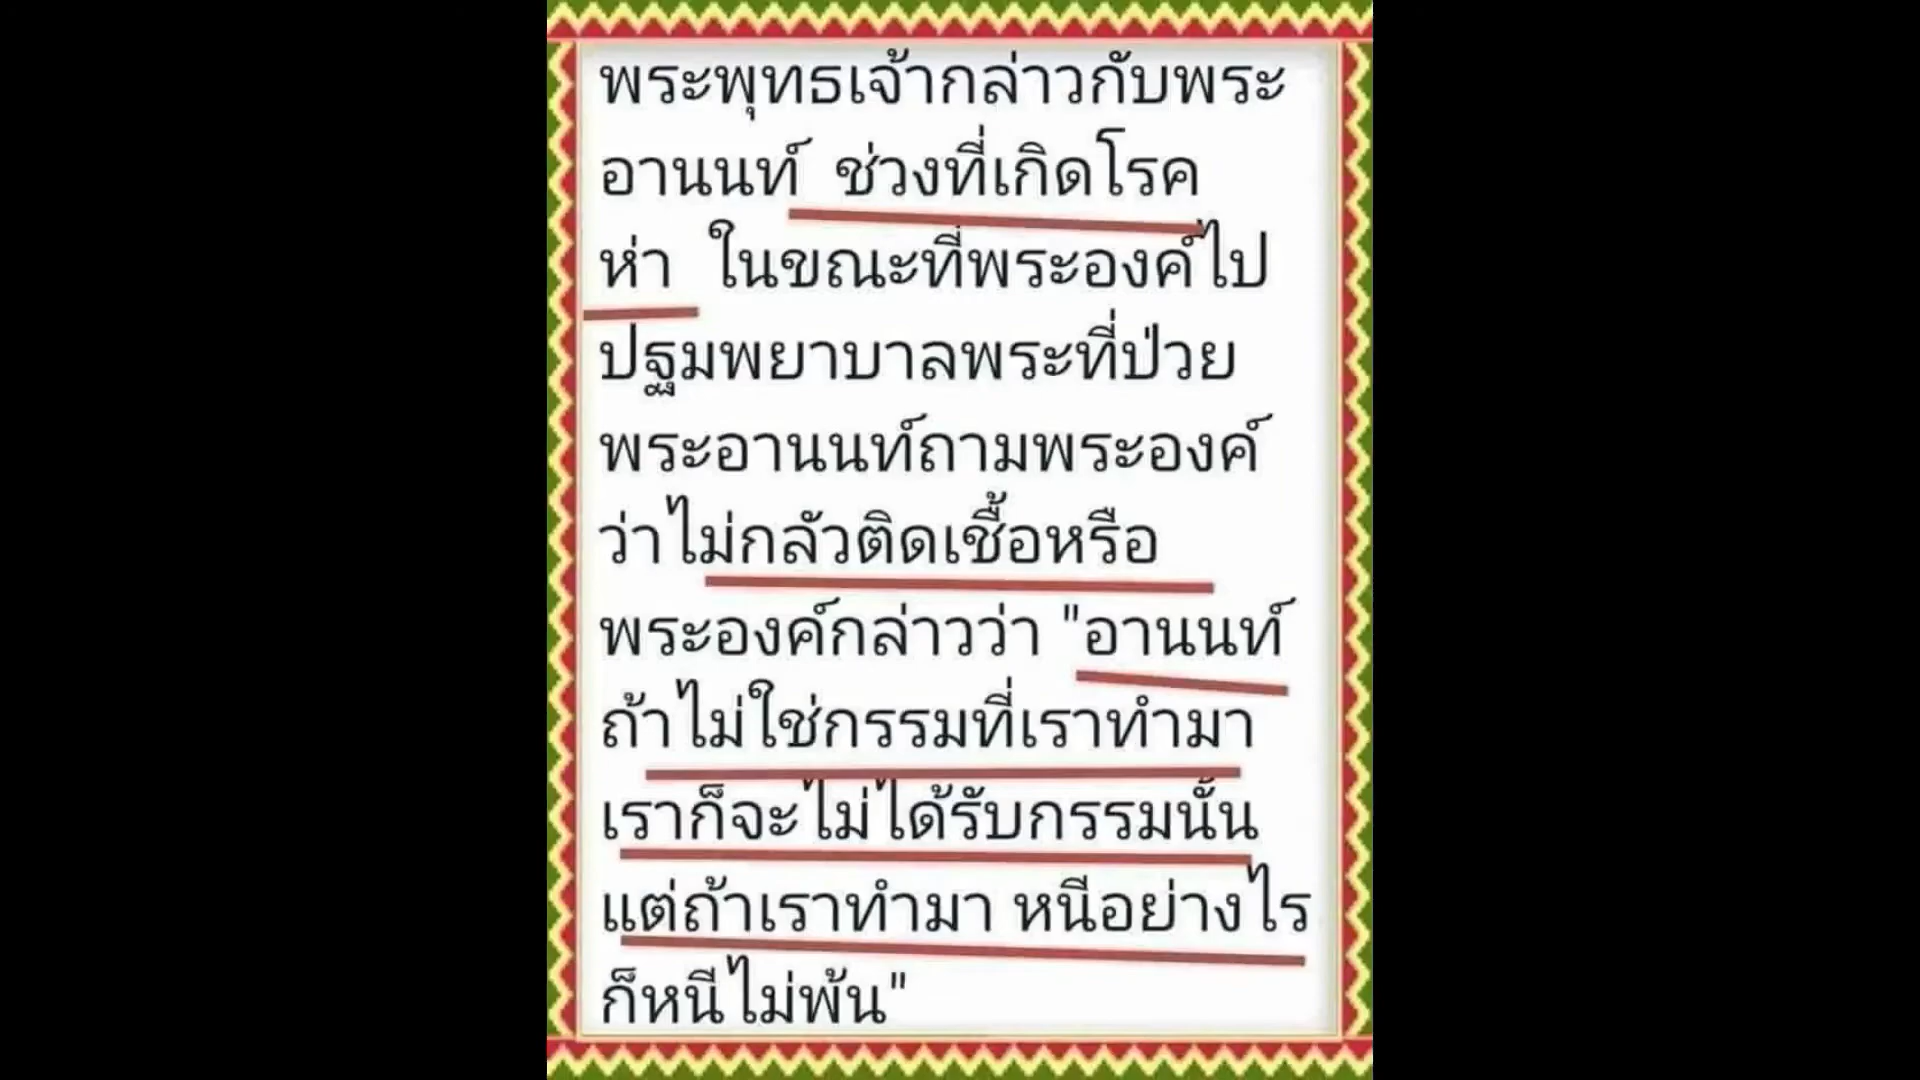 พระพุทธเจ้ากล่าวกับพระ
อานนท์ ช่วงที่เกิดโรค
ห่า ในขณะที่พระองค์ไป
ปฐมพยาบาลพระที่ป่วย
พระอานนท์ถามพระองค์
ว่าไม่กลัวติดเชื้อหรือ
พระองค์กล่าวว่า "อานนท์
ถ้าไม่ใช่กรรมที่เราทำมา
เราก็จะไม่ได้รับกรรมนั้น
แต่ถ้าเราทำมา หนีอย่างไร
ก็หนีไม่พ้น"